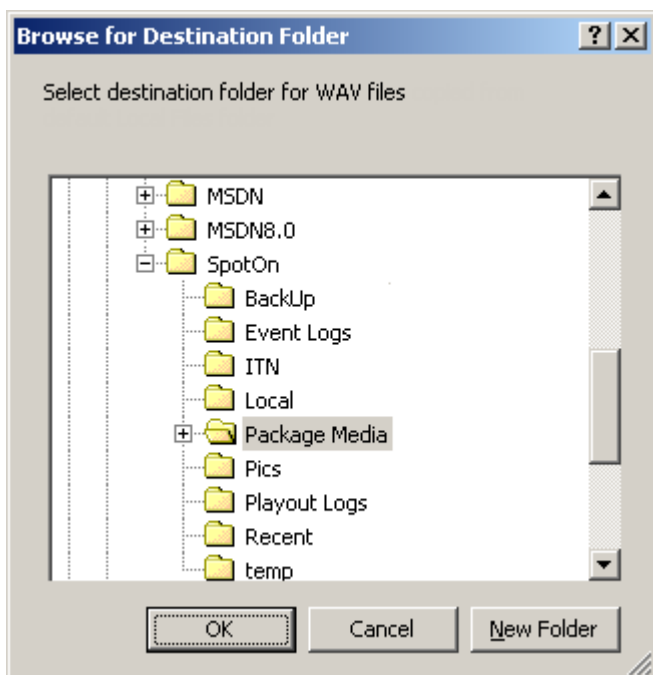 Browse for Destination Folder
Select destination folder for WAV files
MSDN
MSDN8.0
SpotOn
BackUp
Event Logs
ITN
Local
Package Media
Pics
Playout Logs
Recent
temp
OK Cancel New Folder